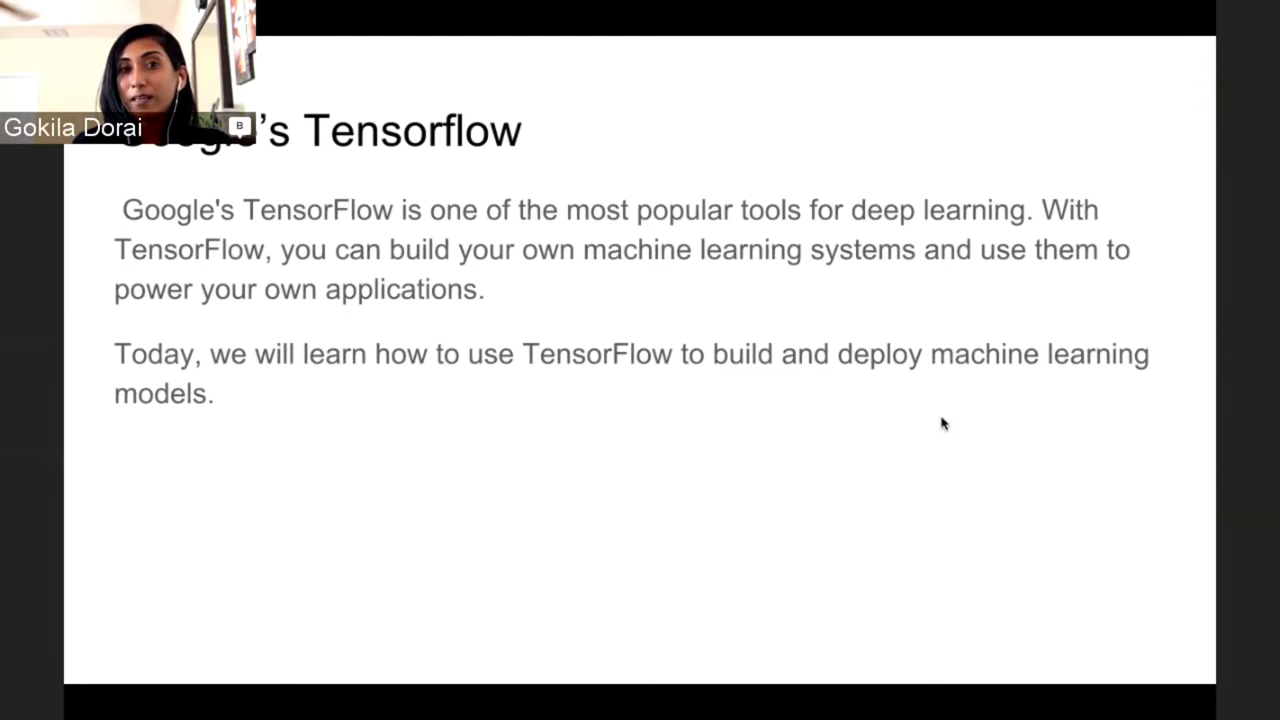 Gokila Dorai
B
's Tensorflow
Google's TensorFlow is one of the most popular tools for deep learning. With
TensorFlow, you can build your own machine learning systems and use them to
power your own applications.
Today, we will learn how to use TensorFlow to build and deploy machine learning
models.